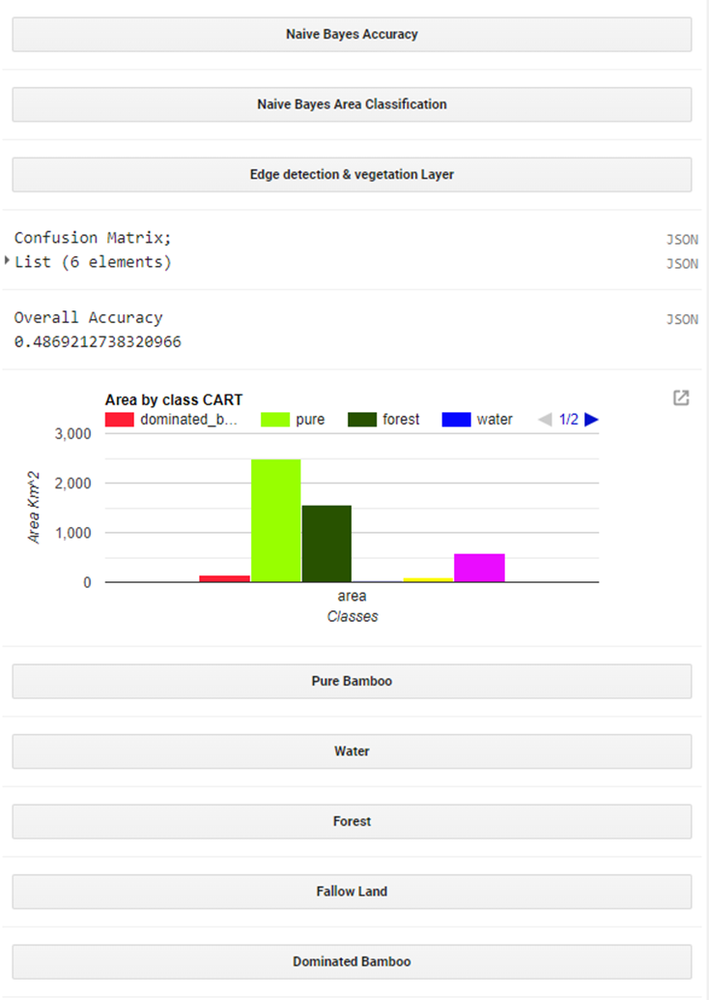 Naive Bayes Accuracy
Naive Bayes Area Classification
Edge detection & vegetation Layer
Confusion Matrix; JSON
List (6 elements) JSON
Overall Accuracy JSON
0.4869212738320966
Area by class CART
dominated_b... pure forest water 1/2
3,000
2,000
1,000
0
Area Km^2
area
Classes
Pure Bamboo
Water
Forest
Fallow Land
Dominated Bamboo